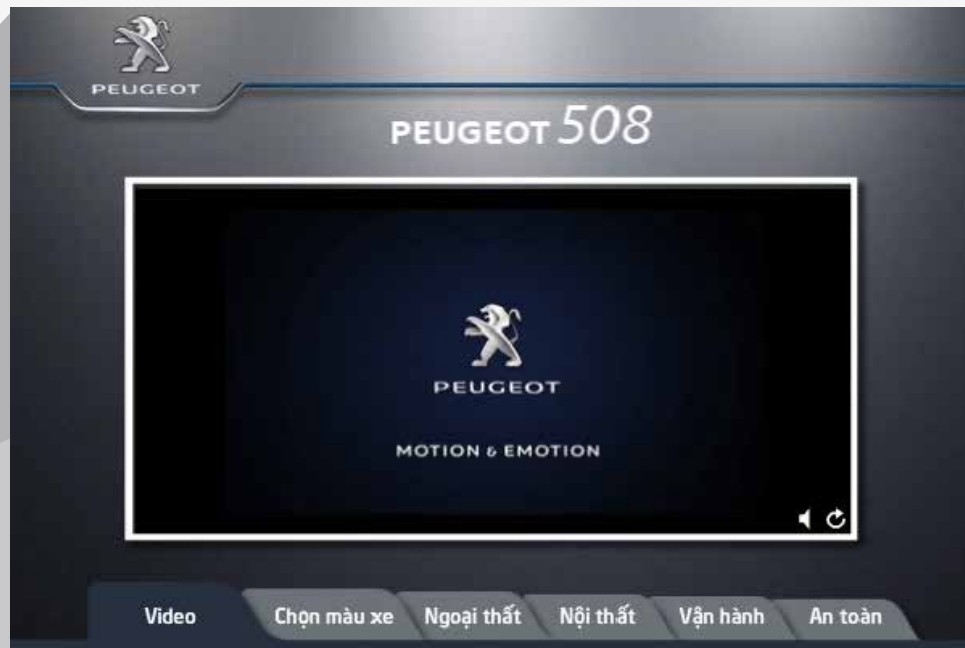 PEUGEOT
PEUGEOT 508
PEUGEOT
MOTION & EMOTION
Video Chọn màu xe Ngoại thất Nội thất Vận hành An toàn